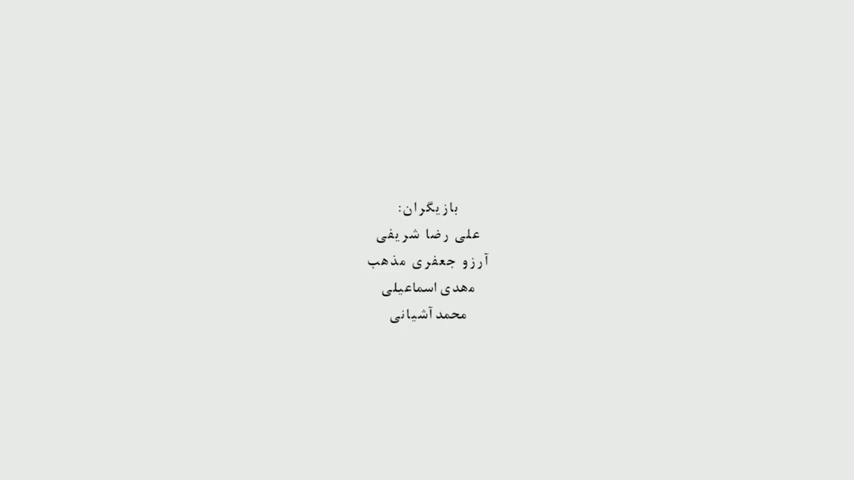 بازیگران:
علی رضا شریفی
آرزو جعفری مذهب
مهدی اسماعیلی
محمد آشیانی